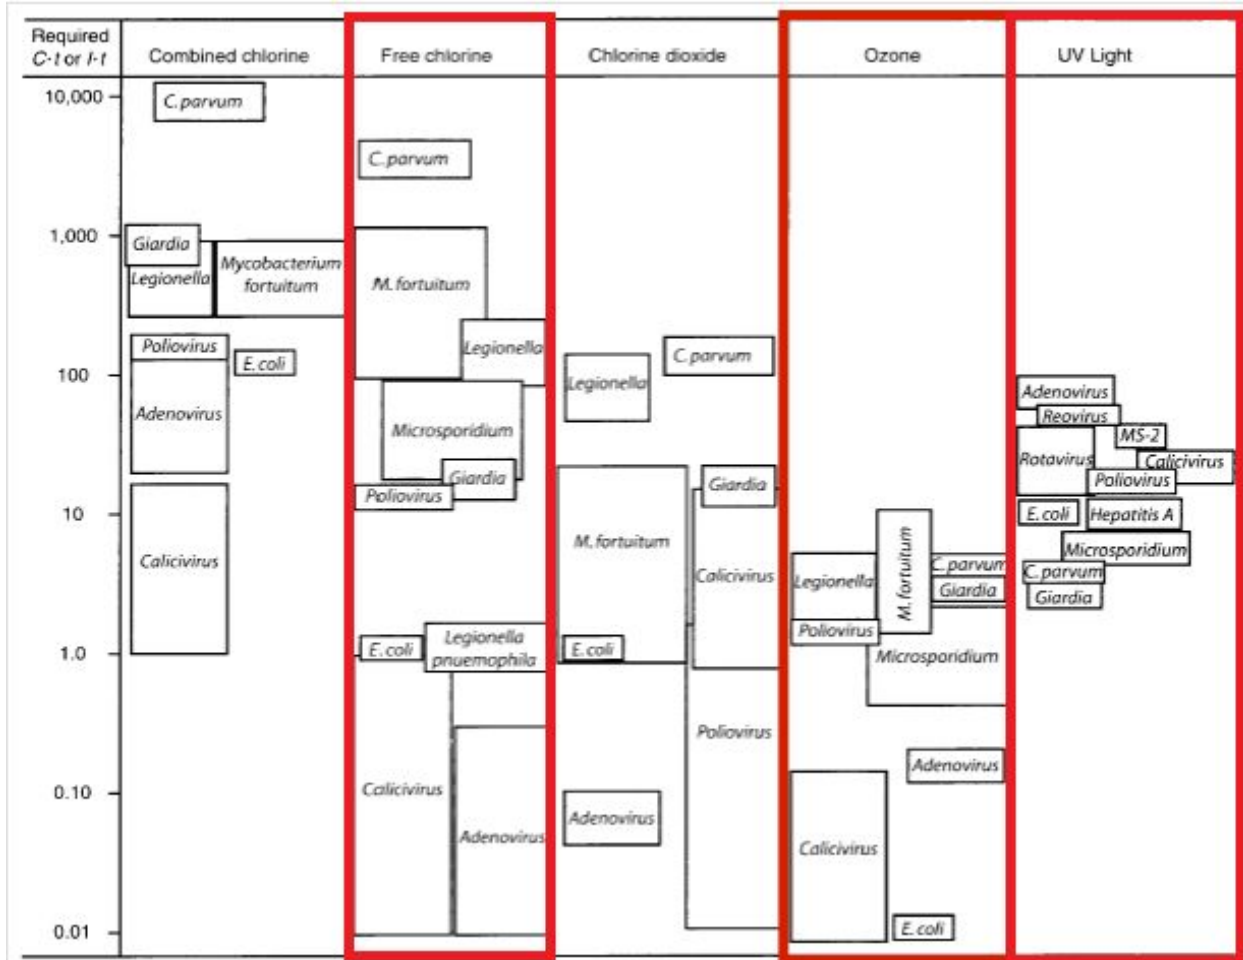 Required
C-t or I-t
Combined chlorine
Free chlorine
Chlorine dioxide
Ozone
UV Light
10,000
1,000
100
10
1.0
0.10
0.01
C. parvum
Giardia
Legionella
Mycobacterium
fortuitum
Poliovirus
E. coli
Adenovirus
Calicivirus
C. parvum
M. fortuitum
Legionella
Microsporidium
Giardia
Poliovirus
E. coli
Legionella
pnuemophila
Calicivirus
Adenovirus
C. parvum
Legionella
Giardia
M. fortuitum
Calicivirus
E. coli
Poliovirus
Adenovirus
M. fortuitum
Legionella
C. parvum
Giardia
Poliovirus
Microsporidium
Adenovirus
Calicivirus
E. coli
Adenovirus
Reovirus
MS-2
Rotavirus
Calicivirus
Poliovirus
E. coli
Hepatitis A
Microsporidium
C. parvum
Giardia